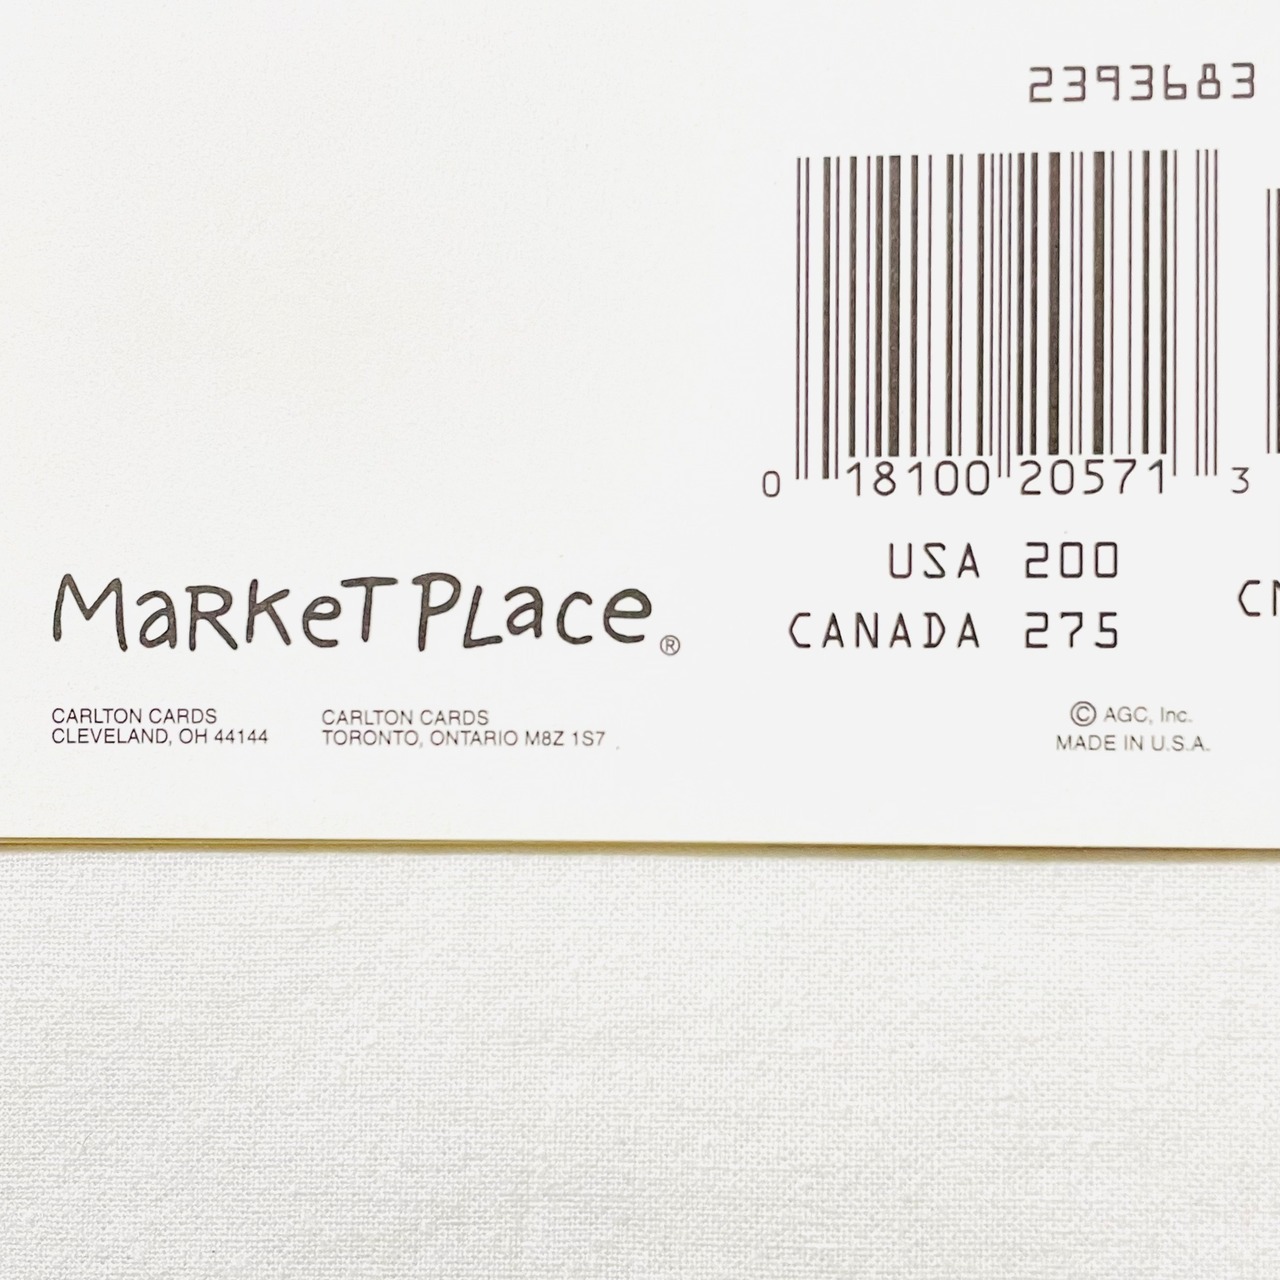 2393683
0 18100 20571 3
USA 200
CANADA 275
MARKET PLACE®
CARLTON CARDS
CLEVELAND, OH 44144
CARLTON CARDS
TORONTO, ONTARIO M8Z 1S7
© AGC, Inc.
MADE IN U.S.A.